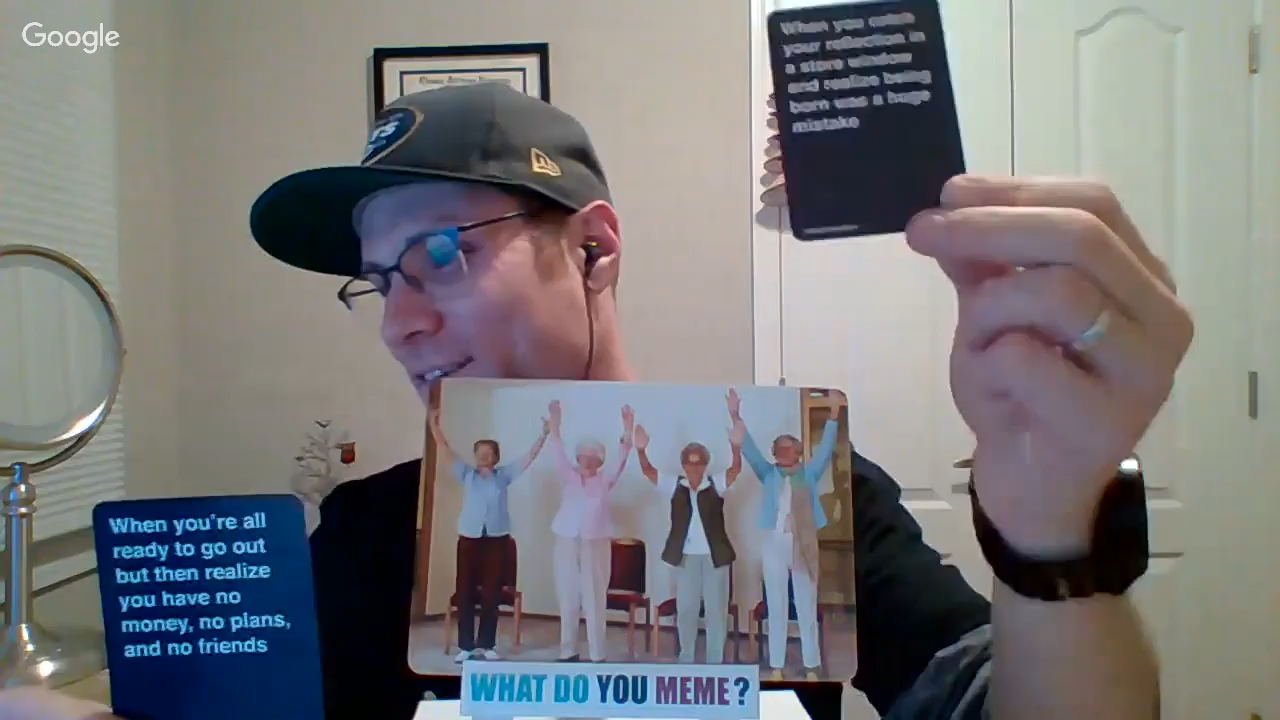 Google
When you catch
your reflection in
a store window
and realize being
born was a huge
mistake
When you're all
ready to go out
but then realize
you have no
money, no plans,
and no friends
WHAT DO YOU MEME?